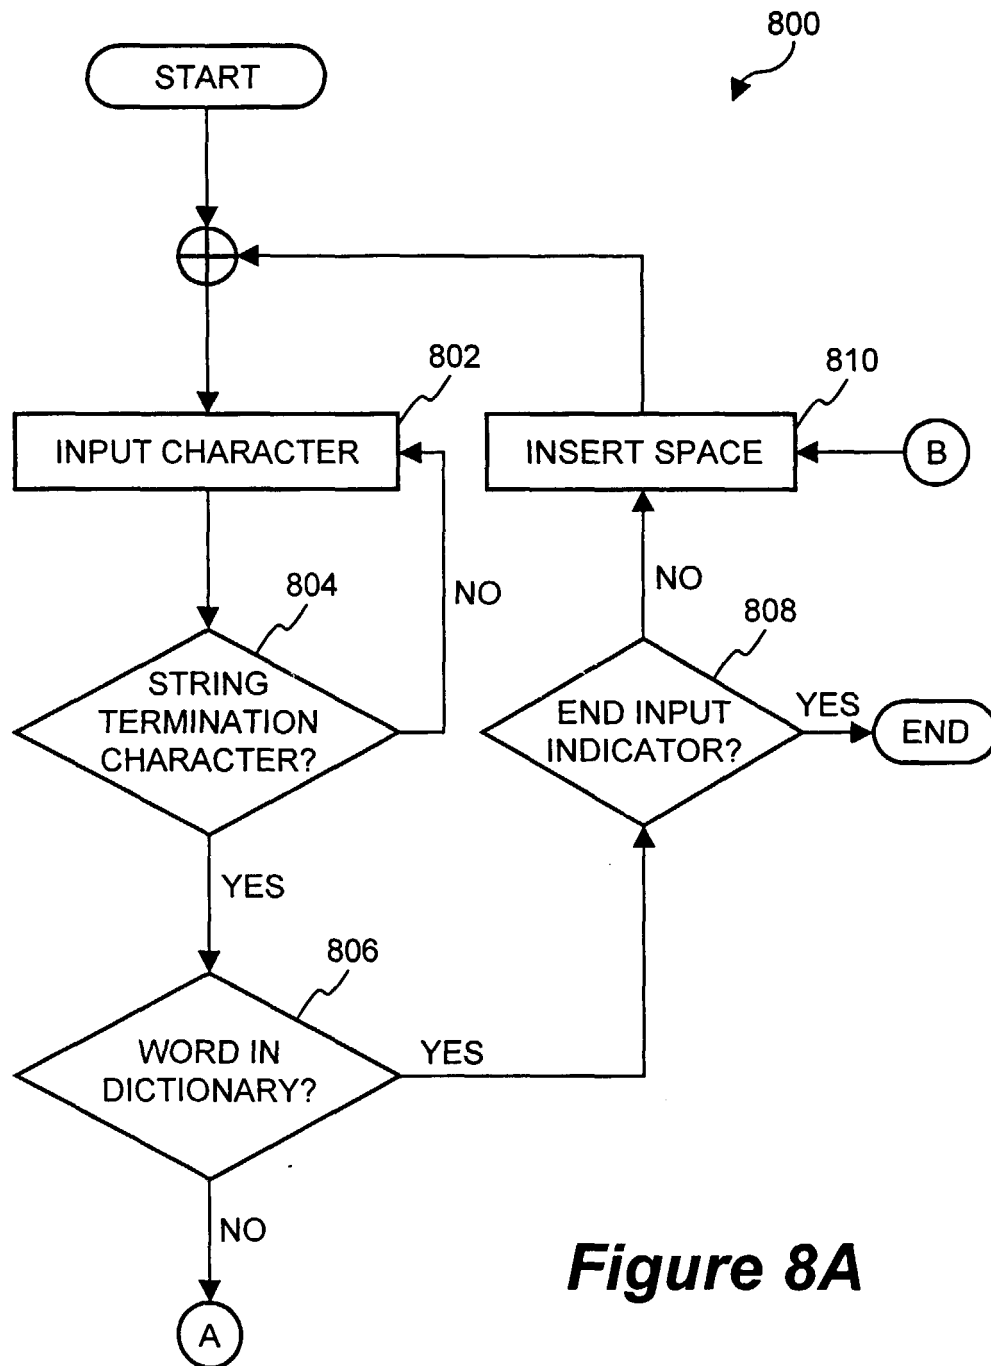 800
START
802
INPUT CHARACTER
810
INSERT SPACE
B
NO
804
STRING
TERMINATION
CHARACTER?
NO
808
END INPUT
INDICATOR?
YES
END
YES
806
WORD IN
DICTIONARY?
YES
NO
A
Figure 8A